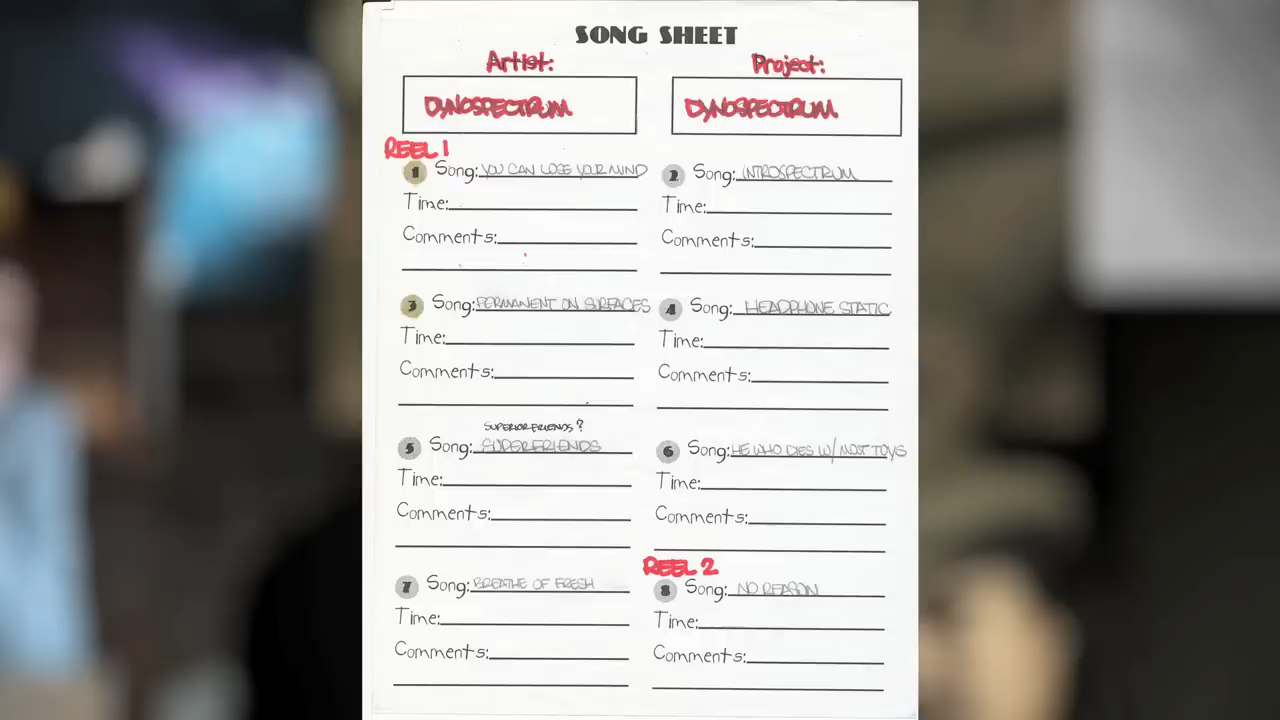 SONG SHEET
Artist: Project:
DYNOSPECTRUM DYNOSPECTRUM
REEL 1
1 Song: YOU CAN LOSE YOUR MIND
Time:
Comments:
2 Song: INTROSPECTRUM
Time:
Comments:
3 Song: PERMANENT ON SURFACES
Time:
Comments:
4 Song: HEADPHONE STATIC
Time:
Comments:
SUPERIOR FRIENDS?
5 Song: SUPERFRIENDS
Time:
Comments:
6 Song: HE WHO DIES W/ MOST TOYS
Time:
Comments:
7 Song: BREATHE OF FRESH
Time:
Comments:
REEL 2
8 Song: NO REASON
Time:
Comments: